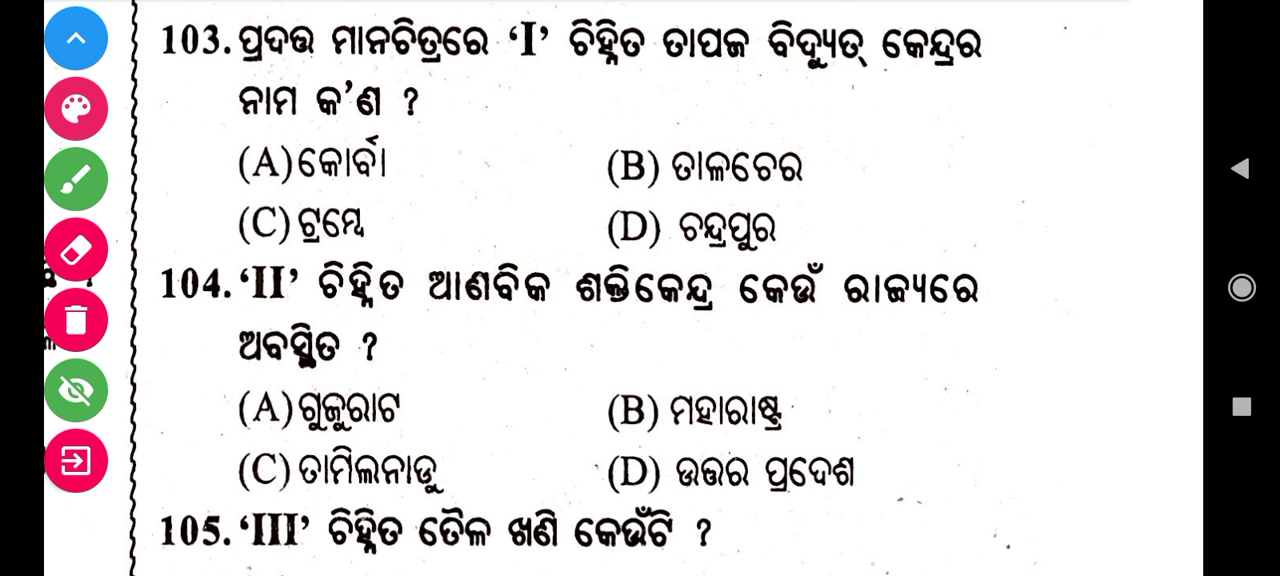 103. ପ୍ରଦତ୍ତ ମାନଚିତ୍ରରେ ‘I’ ଚିହ୍ନିତ ତାପଜ ବିଦ୍ୟୁତ୍ କେନ୍ଦ୍ରର
ନାମ କ’ଣ ?
(A) କୋର୍ବା (B) ତାଳଚେର
(C) ଟ୍ରମ୍ବେ (D) ଚନ୍ଦ୍ରପୁର
104. ‘II’ ଚିହ୍ନିତ ଆଣବିକ ଶକ୍ତିକେନ୍ଦ୍ର କେଉଁ ରାଜ୍ୟରେ
ଅବସ୍ଥିତ ?
(A) ଗୁଜୁରାଟ (B) ମହାରାଷ୍ଟ୍ର
(C) ତାମିଲନାଡୁ (D) ଉତ୍ତର ପ୍ରଦେଶ
105. ‘III’ ଚିହ୍ନିତ ତୈଳ ଖଣି କେଉଁଟି ?